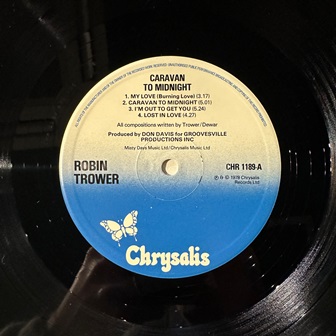 CARAVAN
TO MIDNIGHT
1. MY LOVE (Burning Love) (3.17)
2. CARAVAN TO MIDNIGHT (5.01)
3. I'M OUT TO GET YOU (5.24)
4. LOST IN LOVE (4.27)
All compositions written by Trower/Dewar
Produced by DON DAVIS for GROOVESVILLE
PRODUCTIONS INC
Misty Days Music Ltd/Chrysalis Music Ltd
ROBIN
TROWER
CHR 1189-A
℗ & © 1978 Chrysalis
Records Ltd
Chrysalis